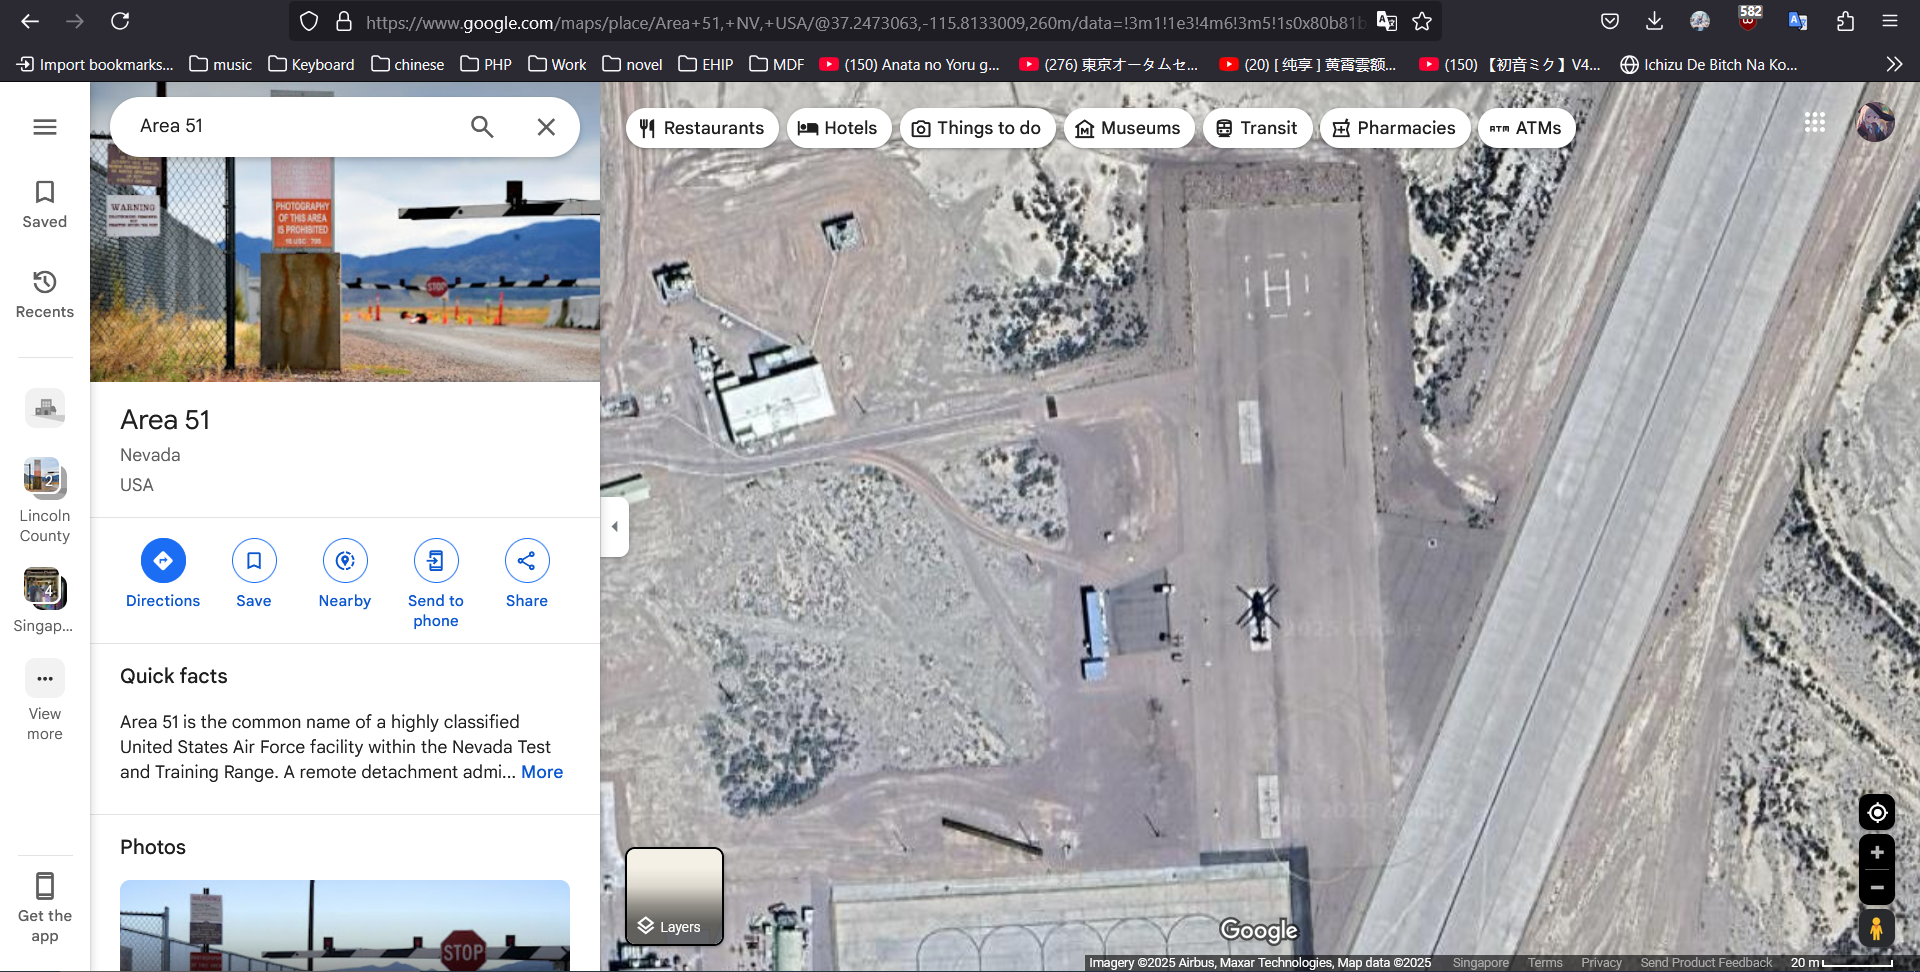 https://www.google.com/maps/place/Area+51,+NV,+USA/@37.2473063,-115.8133009,260m/data=!3m1!1e3!4m6!3m5!1s0x80b81b
582
Import bookmarks... music Keyboard chinese PHP Work novel EHIP MDF (150) Anata no Yoru g... (276) 東京オータムセ... (20) [ 纯享 ] 黄霄雲额... (150) 【初音ミク】V4... Ichizu De Bitch Na Ko...
Area 51
Restaurants Hotels Things to do Museums Transit Pharmacies ATMs
WARNING
PHOTOGRAPHY
OF THIS AREA
IS PROHIBITED
18 USC 795
STOP
Saved
Recents
2
Lincoln
County
4
Singap...
View
more
Get the
app
Area 51
Nevada
USA
Directions
Save
Nearby
Send to
phone
Share
Quick facts
Area 51 is the common name of a highly classified
United States Air Force facility within the Nevada Test
and Training Range. A remote detachment admi... More
Photos
STOP
H
Layers
Google
Imagery ©2025 Airbus, Maxar Technologies, Map data ©2025 Singapore Terms Privacy Send Product Feedback 20 m